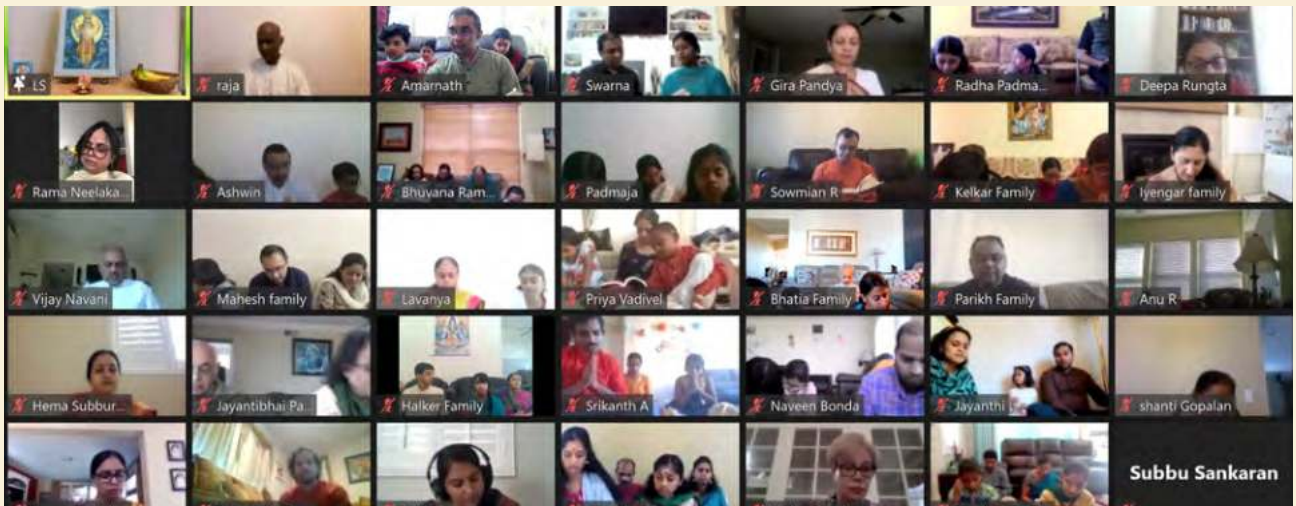 LS
raja
Amarnath
Swarna
Gira Pandya
Radha Padma...
Deepa Rungta
Rama Neelaka...
Ashwin
Bhuvana Ram...
Padmaja
Sowmian R
Kelkar Family
Iyengar family
Vijay Navani
Mahesh family
Lavanya
Priya Vadivel
Bhatia Family
Parikh Family
Anu R
Hema Subbur...
Jayantibhai Pa...
Halker Family
Srikanth A
Naveen Bonda
Jayanthi
shanti Gopalan
Subbu Sankaran